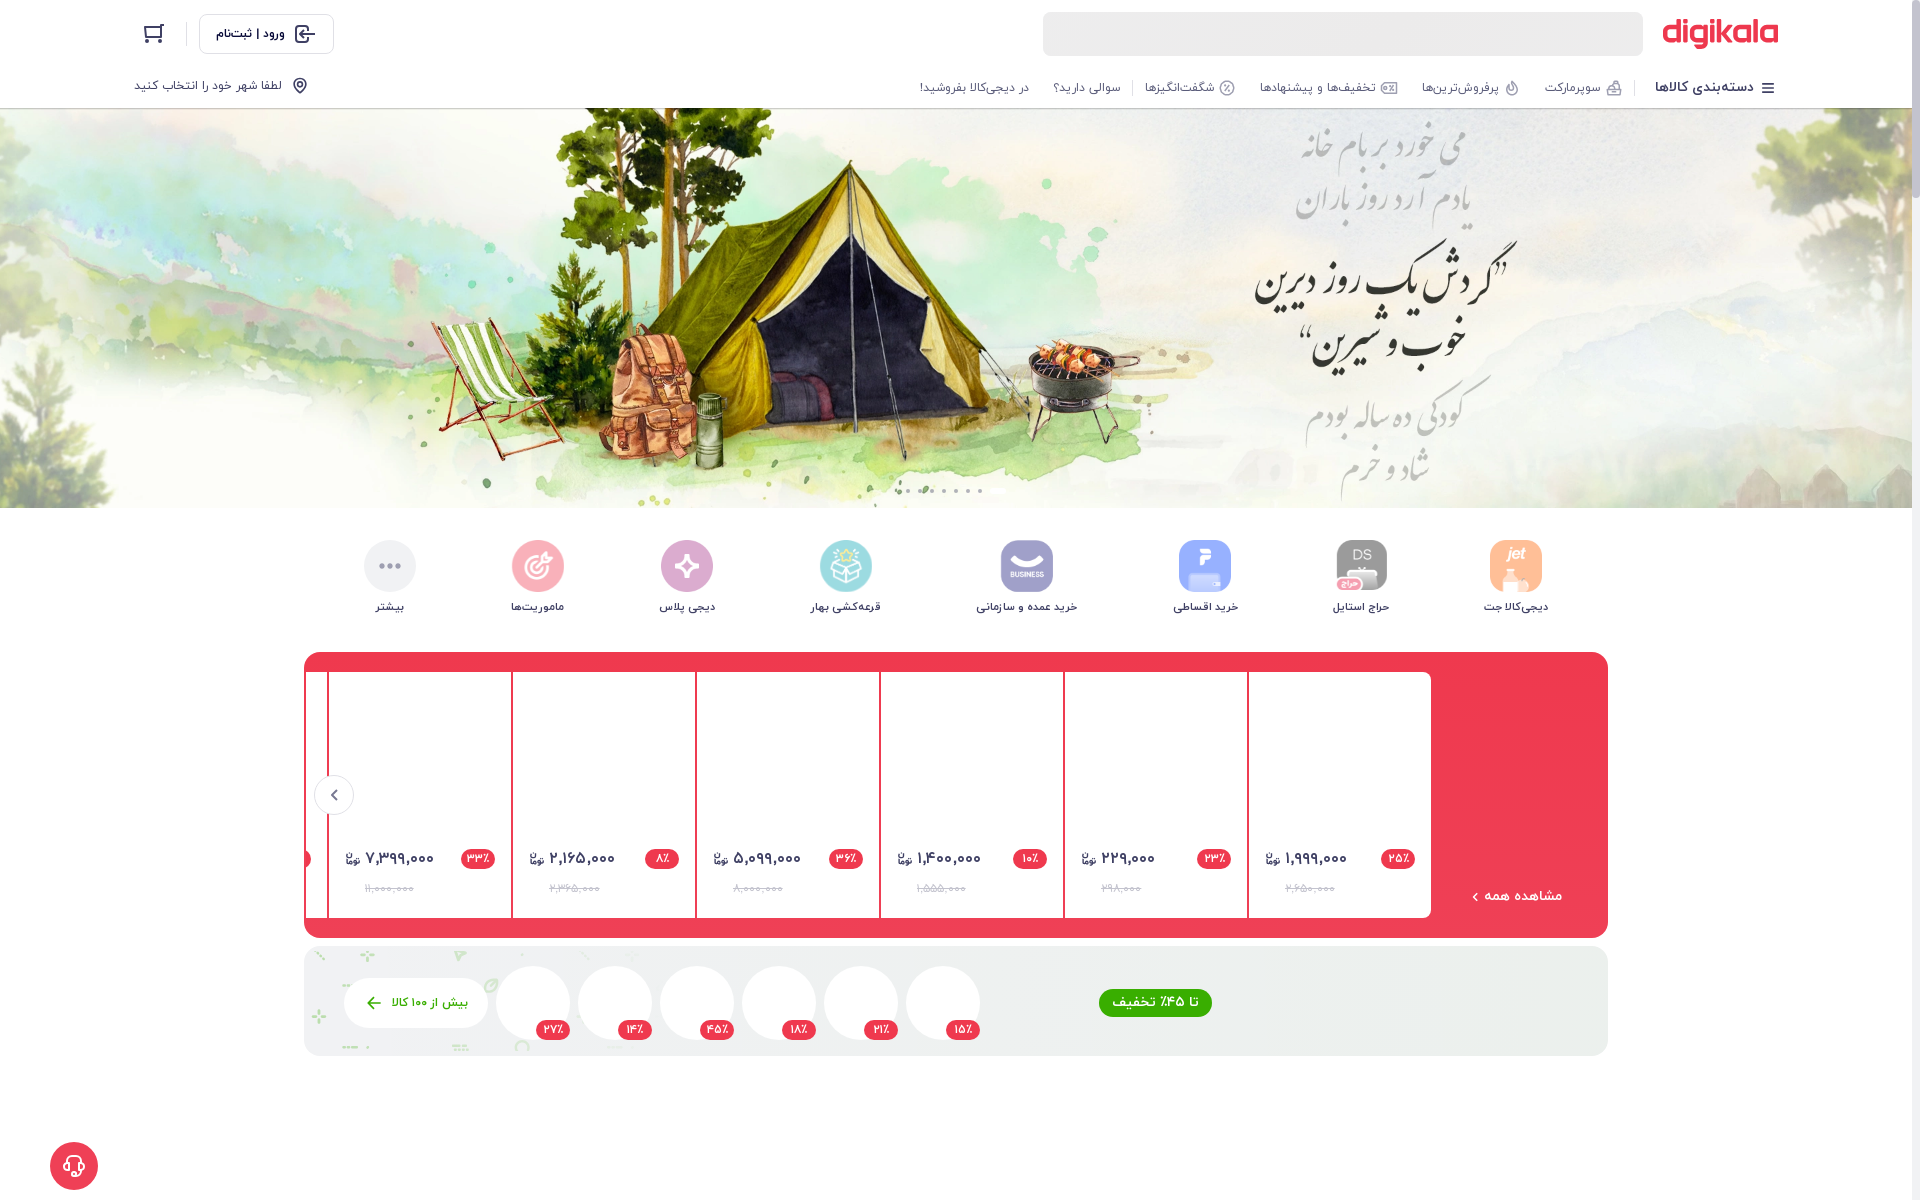 digikala
ورود | ثبت‌نام
دسته‌بندی کالاها
سوپرمارکت
پرفروش‌ترین‌ها
تخفیف‌ها و پیشنهادها
شگفت‌انگیزها
سوالی دارید؟
در دیجی‌کالا بفروشید!
لطفا شهر خود را انتخاب کنید
می خورد بر بام خانه
یادم آرد روز باران
”گردش یک روز دیرین
خوب و شیرین“
کودکی ده ساله بودم
شاد و خرم
jet
دیجی‌کالا جت
DS
حراج
حراج استایل
خرید اقساطی
BUSINESS
خرید عمده و سازمانی
قرعه‌کشی بهار
دیجی پلاس
ماموریت‌ها
بیشتر
مشاهده همه
۲۵٪ ۱,۹۹۹,۰۰۰ تومان
۲,۶۵۰,۰۰۰
۲۳٪ ۲۲۹,۰۰۰ تومان
۲۹۸,۰۰۰
۱۰٪ ۱,۴۰۰,۰۰۰ تومان
۱,۵۵۵,۰۰۰
۳۶٪ ۵,۰۹۹,۰۰۰ تومان
۸,۰۰۰,۰۰۰
۸٪ ۲,۱۶۵,۰۰۰ تومان
۲,۳۶۵,۰۰۰
۳۳٪ ۷,۳۹۹,۰۰۰ تومان
۱۱,۰۰۰,۰۰۰
تا ۴۵٪ تخفیف
۱۵٪
۲۱٪
۱۸٪
۴۵٪
۱۴٪
۲۷٪
بیش از ۱۰۰ کالا